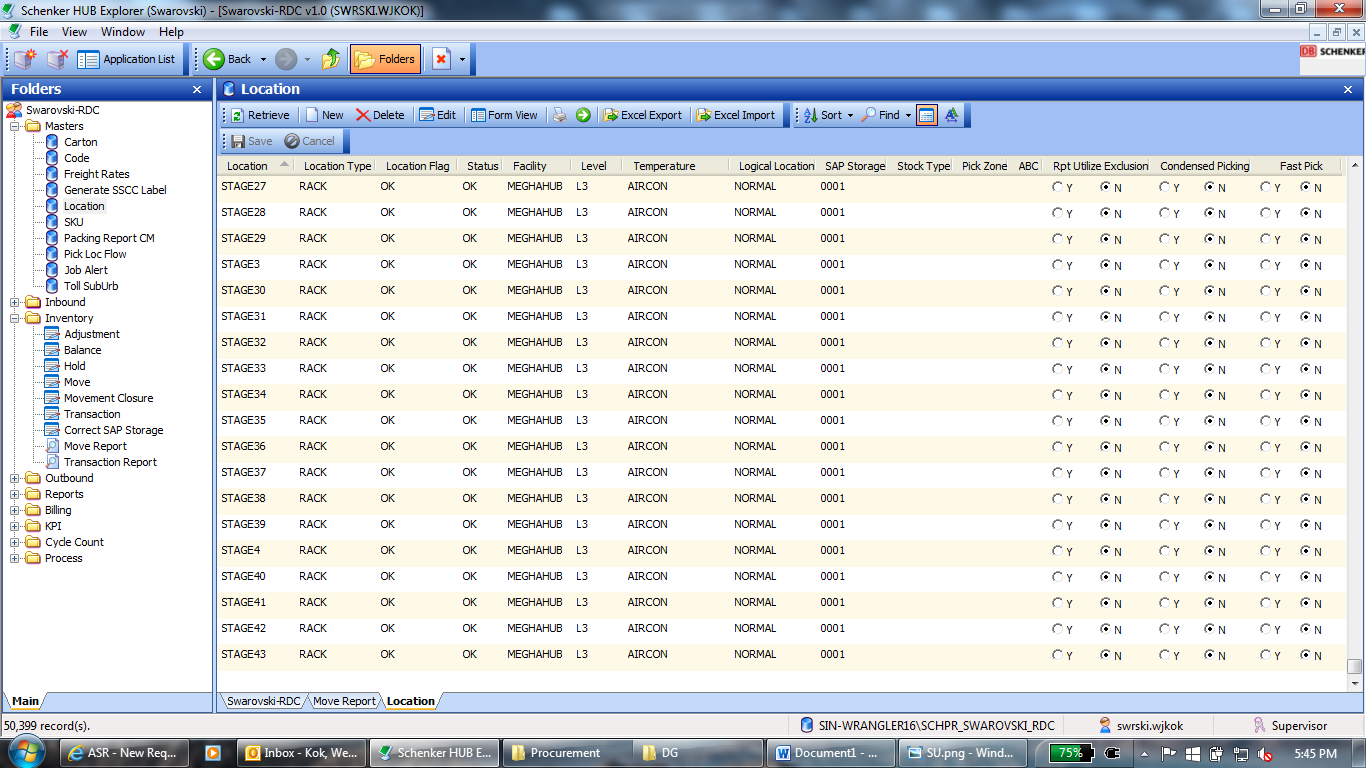 Schenker HUB Explorer (Swarovski) - [Swarovski-RDC v1.0 (SWRSKI.WJKOK)]
File View Window Help
Application List Back Folders DB SCHENKER
Folders
Swarovski-RDC
Masters
Carton
Code
Freight Rates
Generate SSCC Label
Location
SKU
Packing Report CM
Pick Loc Flow
Job Alert
Toll SubUrb
Inbound
Inventory
Adjustment
Balance
Hold
Move
Movement Closure
Transaction
Correct SAP Storage
Move Report
Transaction Report
Outbound
Reports
Billing
KPI
Cycle Count
Process
Main
Location
Retrieve New Delete Edit Form View Excel Export Excel Import Sort Find
Save Cancel
Location Location Type Location Flag Status Facility Level Temperature Logical Location SAP Storage Stock Type Pick Zone ABC Rpt Utilize Exclusion Condensed Picking Fast Pick
STAGE27 RACK OK OK MEGHAHUB L3 AIRCON NORMAL 0001 Y N Y N Y N
STAGE28 RACK OK OK MEGHAHUB L3 AIRCON NORMAL 0001 Y N Y N Y N
STAGE29 RACK OK OK MEGHAHUB L3 AIRCON NORMAL 0001 Y N Y N Y N
STAGE3 RACK OK OK MEGHAHUB L3 AIRCON NORMAL 0001 Y N Y N Y N
STAGE30 RACK OK OK MEGHAHUB L3 AIRCON NORMAL 0001 Y N Y N Y N
STAGE31 RACK OK OK MEGHAHUB L3 AIRCON NORMAL 0001 Y N Y N Y N
STAGE32 RACK OK OK MEGHAHUB L3 AIRCON NORMAL 0001 Y N Y N Y N
STAGE33 RACK OK OK MEGHAHUB L3 AIRCON NORMAL 0001 Y N Y N Y N
STAGE34 RACK OK OK MEGHAHUB L3 AIRCON NORMAL 0001 Y N Y N Y N
STAGE35 RACK OK OK MEGHAHUB L3 AIRCON NORMAL 0001 Y N Y N Y N
STAGE36 RACK OK OK MEGHAHUB L3 AIRCON NORMAL 0001 Y N Y N Y N
STAGE37 RACK OK OK MEGHAHUB L3 AIRCON NORMAL 0001 Y N Y N Y N
STAGE38 RACK OK OK MEGHAHUB L3 AIRCON NORMAL 0001 Y N Y N Y N
STAGE39 RACK OK OK MEGHAHUB L3 AIRCON NORMAL 0001 Y N Y N Y N
STAGE4 RACK OK OK MEGHAHUB L3 AIRCON NORMAL 0001 Y N Y N Y N
STAGE40 RACK OK OK MEGHAHUB L3 AIRCON NORMAL 0001 Y N Y N Y N
STAGE41 RACK OK OK MEGHAHUB L3 AIRCON NORMAL 0001 Y N Y N Y N
STAGE42 RACK OK OK MEGHAHUB L3 AIRCON NORMAL 0001 Y N Y N Y N
STAGE43 RACK OK OK MEGHAHUB L3 AIRCON NORMAL 0001 Y N Y N Y N
Swarovski-RDC Move Report Location
50,399 record(s). SIN-WRANGLER16\SCHPR_SWAROVSKI_RDC swrski.wjkok Supervisor
ASR - New Req... Inbox - Kok, We... Schenker HUB E... Procurement DG Document1 - ... SU.png - Wind... 75% 5:45 PM